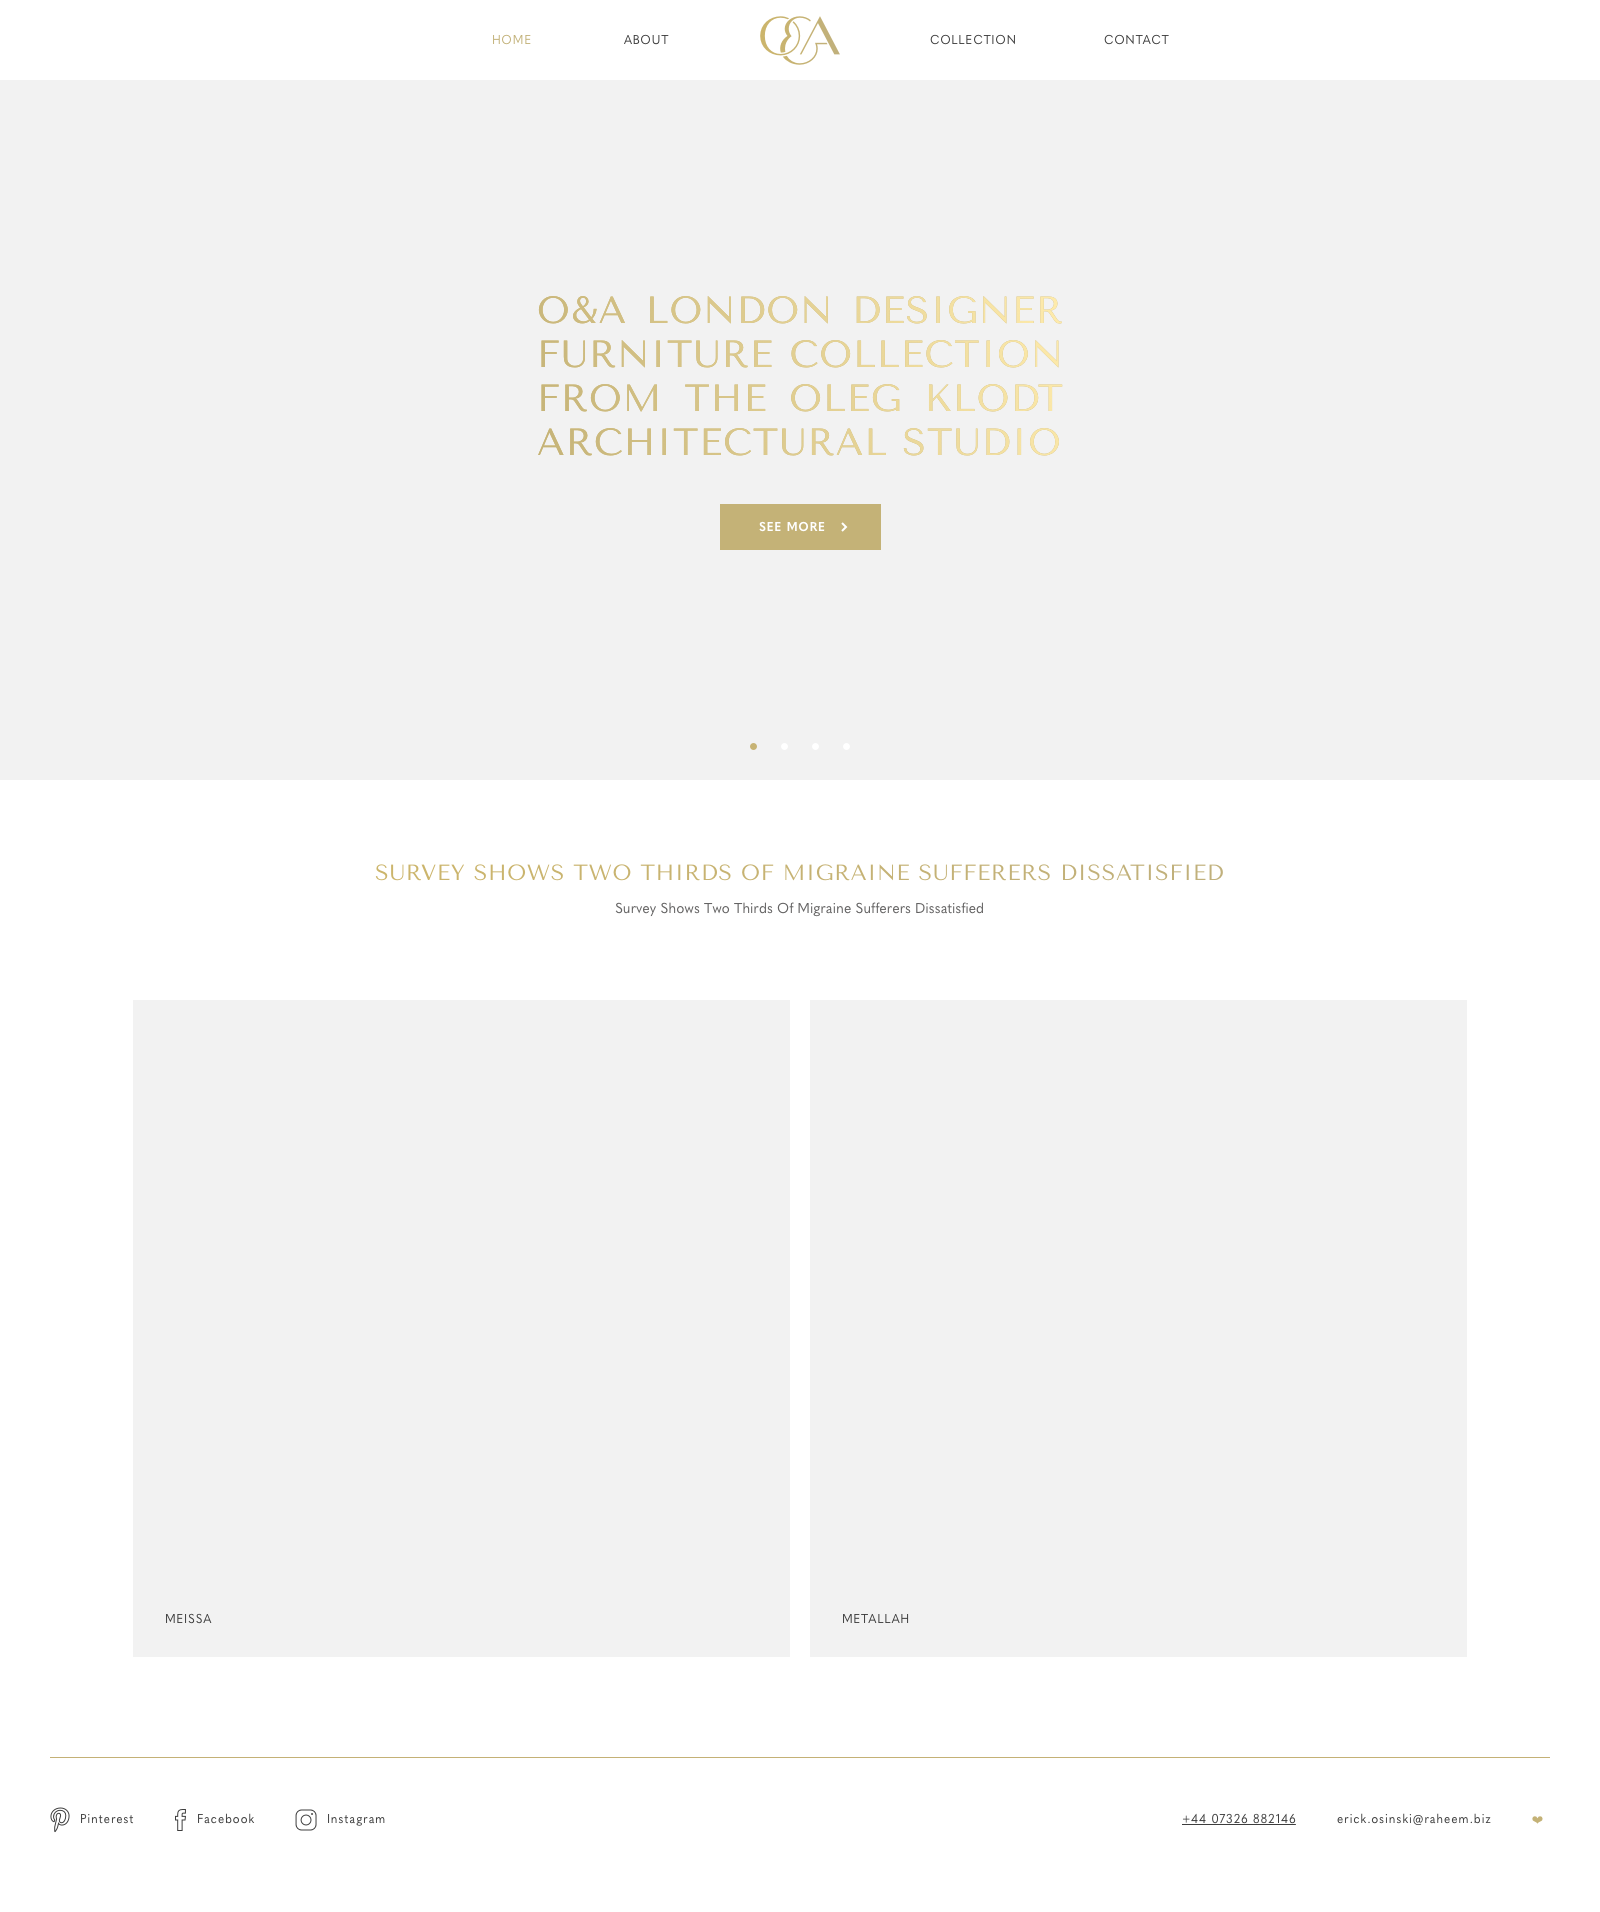 HOME
ABOUT
O&A
COLLECTION
CONTACT
O&A LONDON DESIGNER
FURNITURE COLLECTION
FROM THE OLEG KLODT
ARCHITECTURAL STUDIO
SEE MORE
SURVEY SHOWS TWO THIRDS OF MIGRAINE SUFFERERS DISSATISFIED
Survey Shows Two Thirds Of Migraine Sufferers Dissatisfied
MEISSA
METALLAH
Pinterest
Facebook
Instagram
+44 07326 882146
erick.osinski@raheem.biz